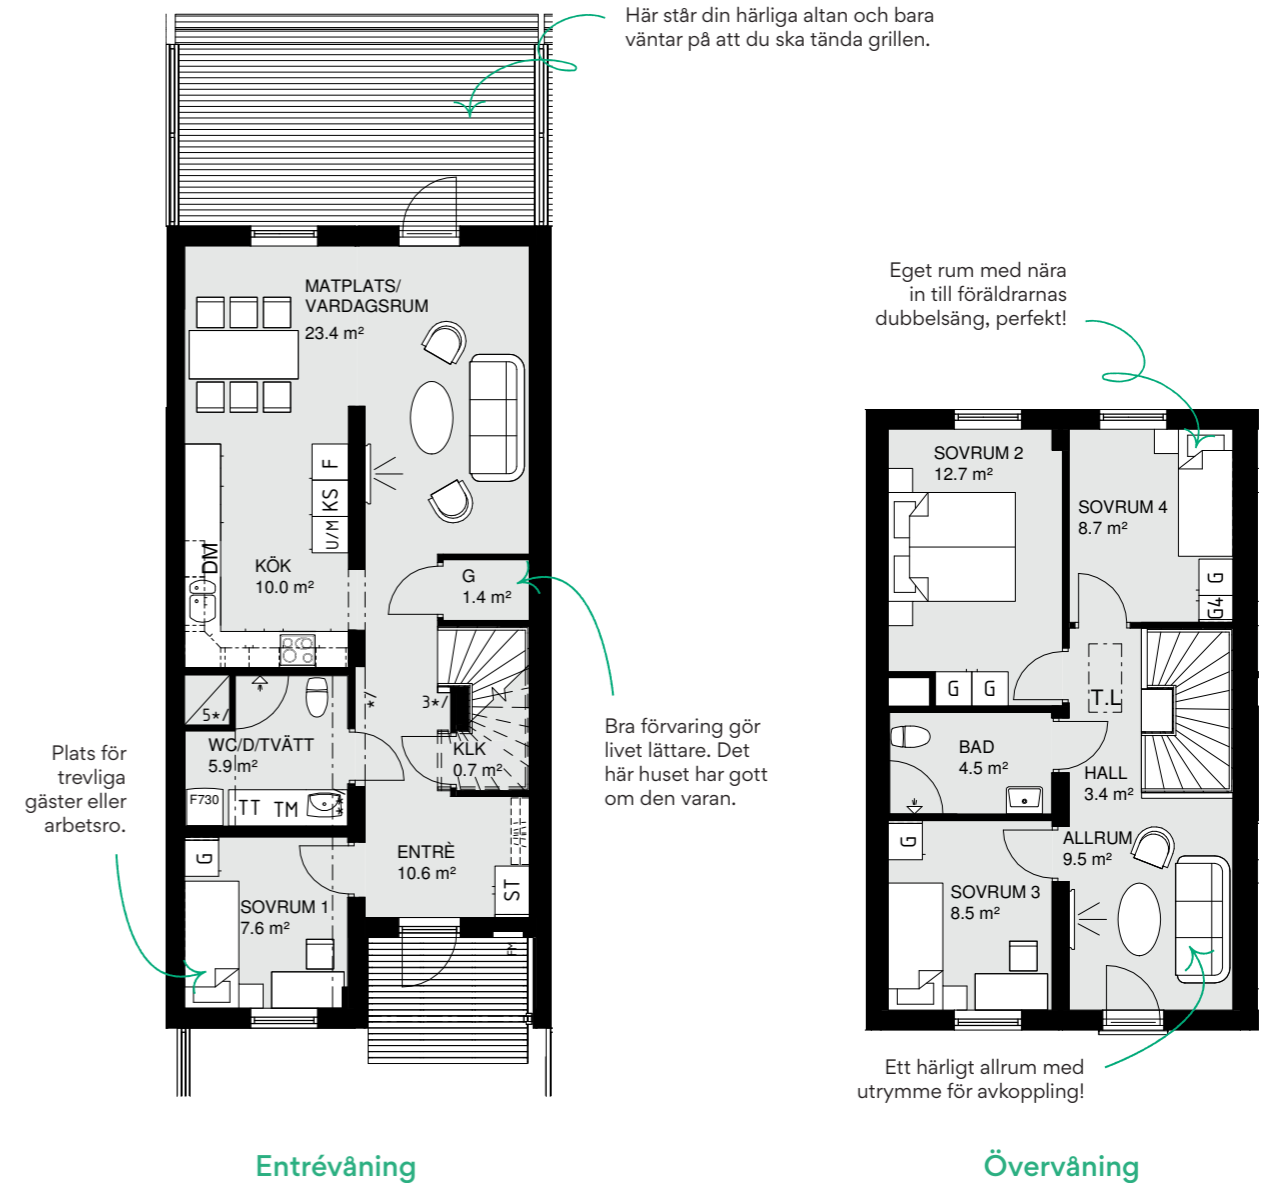 Här står din härliga altan och bara
väntar på att du ska tända grillen.
MATPLATS/
VARDAGSRUM
23.4 m²
F
KS
U/M
DM
KÖK
10.0 m²
G
1.4 m²
5*/
*/
3*/
WC/D/TVÄTT
5.9 m²
KLK
0.7 m²
F730
TT
TM
**
G
ENTRÈ
10.6 m²
ST
SOVRUM 1
7.6 m²
FM
Plats för
trevliga
gäster eller
arbetsro.
Bra förvaring gör
livet lättare. Det
här huset har gott
om den varan.
Entrévåning
Eget rum med nära
in till föräldrarnas
dubbelsäng, perfekt!
SOVRUM 2
12.7 m²
SOVRUM 4
8.7 m²
G
G4
G
G
T.L
BAD
4.5 m²
HALL
3.4 m²
G
ALLRUM
9.5 m²
SOVRUM 3
8.5 m²
Ett härligt allrum med
utrymme för avkoppling!
Övervåning